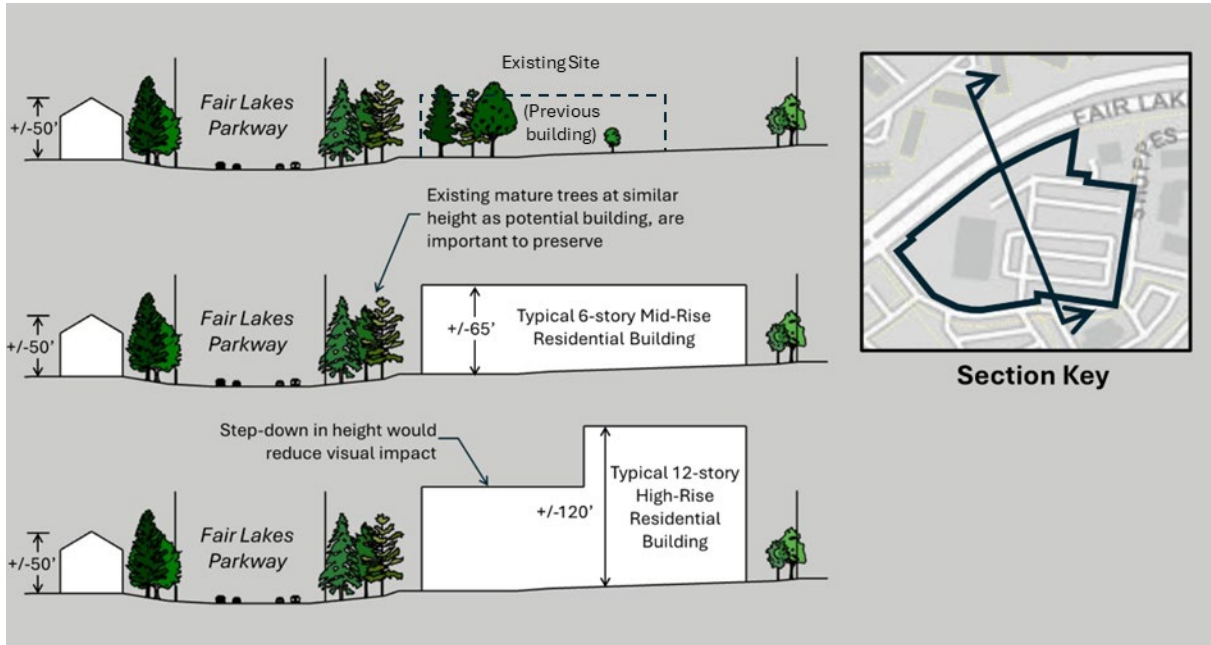 Existing Site
(Previous
building)
+/-50’
Fair Lakes
Parkway
Existing mature trees at similar
height as potential building, are
important to preserve
+/-50’
Fair Lakes
Parkway
+/-65’
Typical 6-story Mid-Rise
Residential Building
Step-down in height would
reduce visual impact
+/-50’
Fair Lakes
Parkway
+/-120’
Typical 12-story
High-Rise
Residential
Building
FAIR LAK
SHOPPES
Section Key